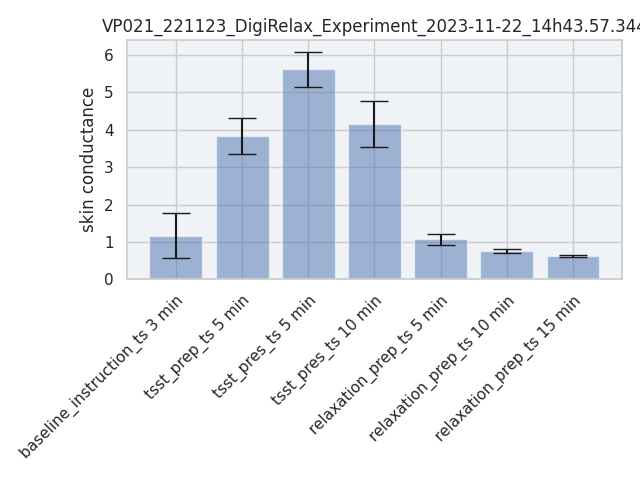 VP021_221123_DigiRelax_Experiment_2023-11-22_14h43.57.344
skin conductance
6
5
4
3
2
1
0
baseline_instruction_ts 3 min
tsst_prep_ts 5 min
tsst_pres_ts 5 min
tsst_pres_ts 10 min
relaxation_prep_ts 5 min
relaxation_prep_ts 10 min
relaxation_prep_ts 15 min